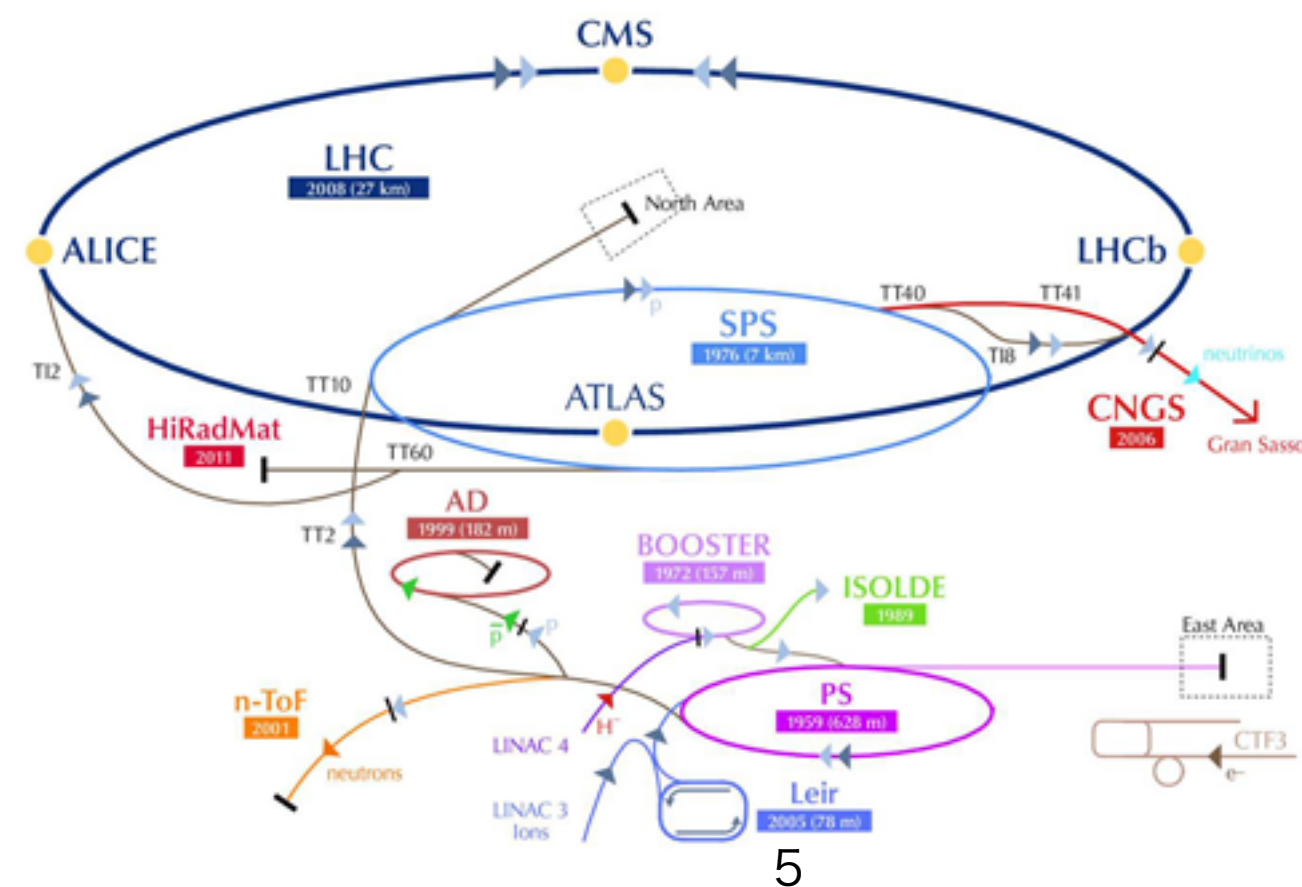 CMS
LHC
2008 (27 km)
North Area
ALICE
LHCb
TT40
TT41
p
SPS
1976 (7 km)
TI8
neutrinos
TI2
TT10
ATLAS
CNGS
2006
Gran Sasso
HiRadMat
2011
TT60
AD
1999 (182 m)
TT2
BOOSTER
1972 (157 m)
ISOLDE
1989
p̅
p
East Area
n-ToF
2001
PS
1959 (628 m)
H⁻
LINAC 4
neutrons
CTF3
e−
LINAC 3
Ions
Leir
2005 (78 m)
5